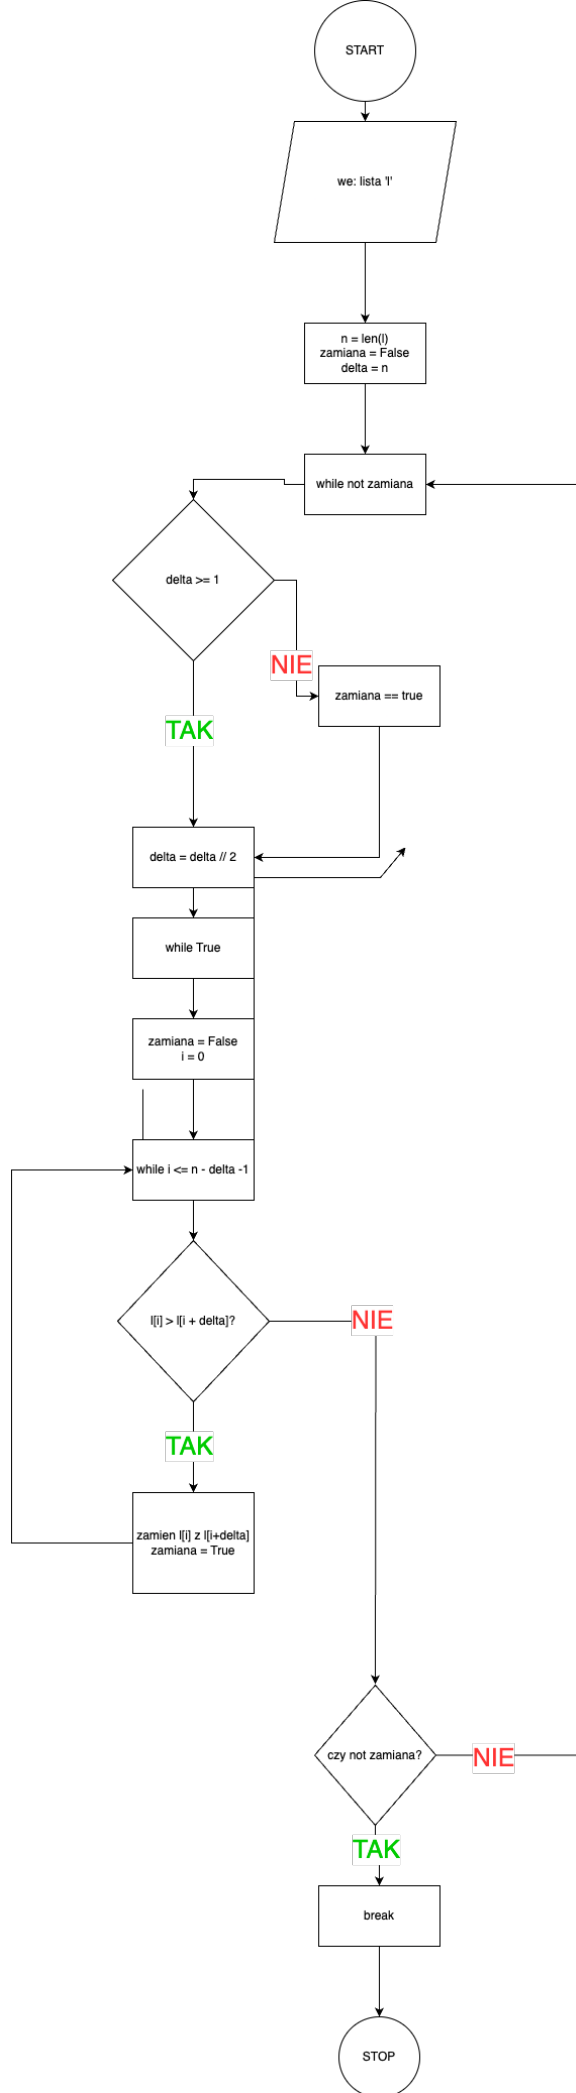 START
we: lista 'l'
n = len(l)
zamiana = False
delta = n
while not zamiana
delta >= 1
NIE
zamiana == true
TAK
delta = delta // 2
while True
zamiana = False
i = 0
while i <= n - delta -1
l[i] > l[i + delta]?
NIE
TAK
zamien l[i] z l[i+delta]
zamiana = True
czy not zamiana?
NIE
TAK
break
STOP